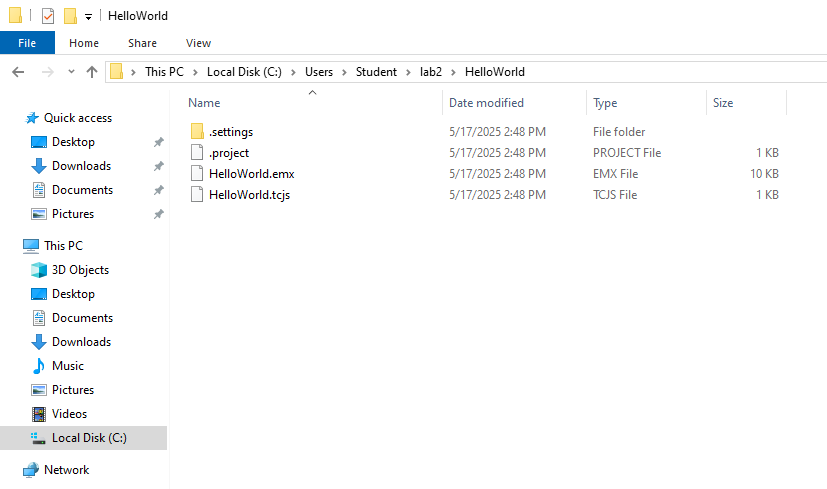 HelloWorld
File Home Share View
This PC Local Disk (C:) Users Student lab2 HelloWorld
Name Date modified Type Size
.settings 5/17/2025 2:48 PM File folder
.project 5/17/2025 2:48 PM PROJECT File 1 KB
HelloWorld.emx 5/17/2025 2:48 PM EMX File 10 KB
HelloWorld.tcjs 5/17/2025 2:48 PM TCJS File 1 KB
Quick access
Desktop
Downloads
Documents
Pictures
This PC
3D Objects
Desktop
Documents
Downloads
Music
Pictures
Videos
Local Disk (C:)
Network